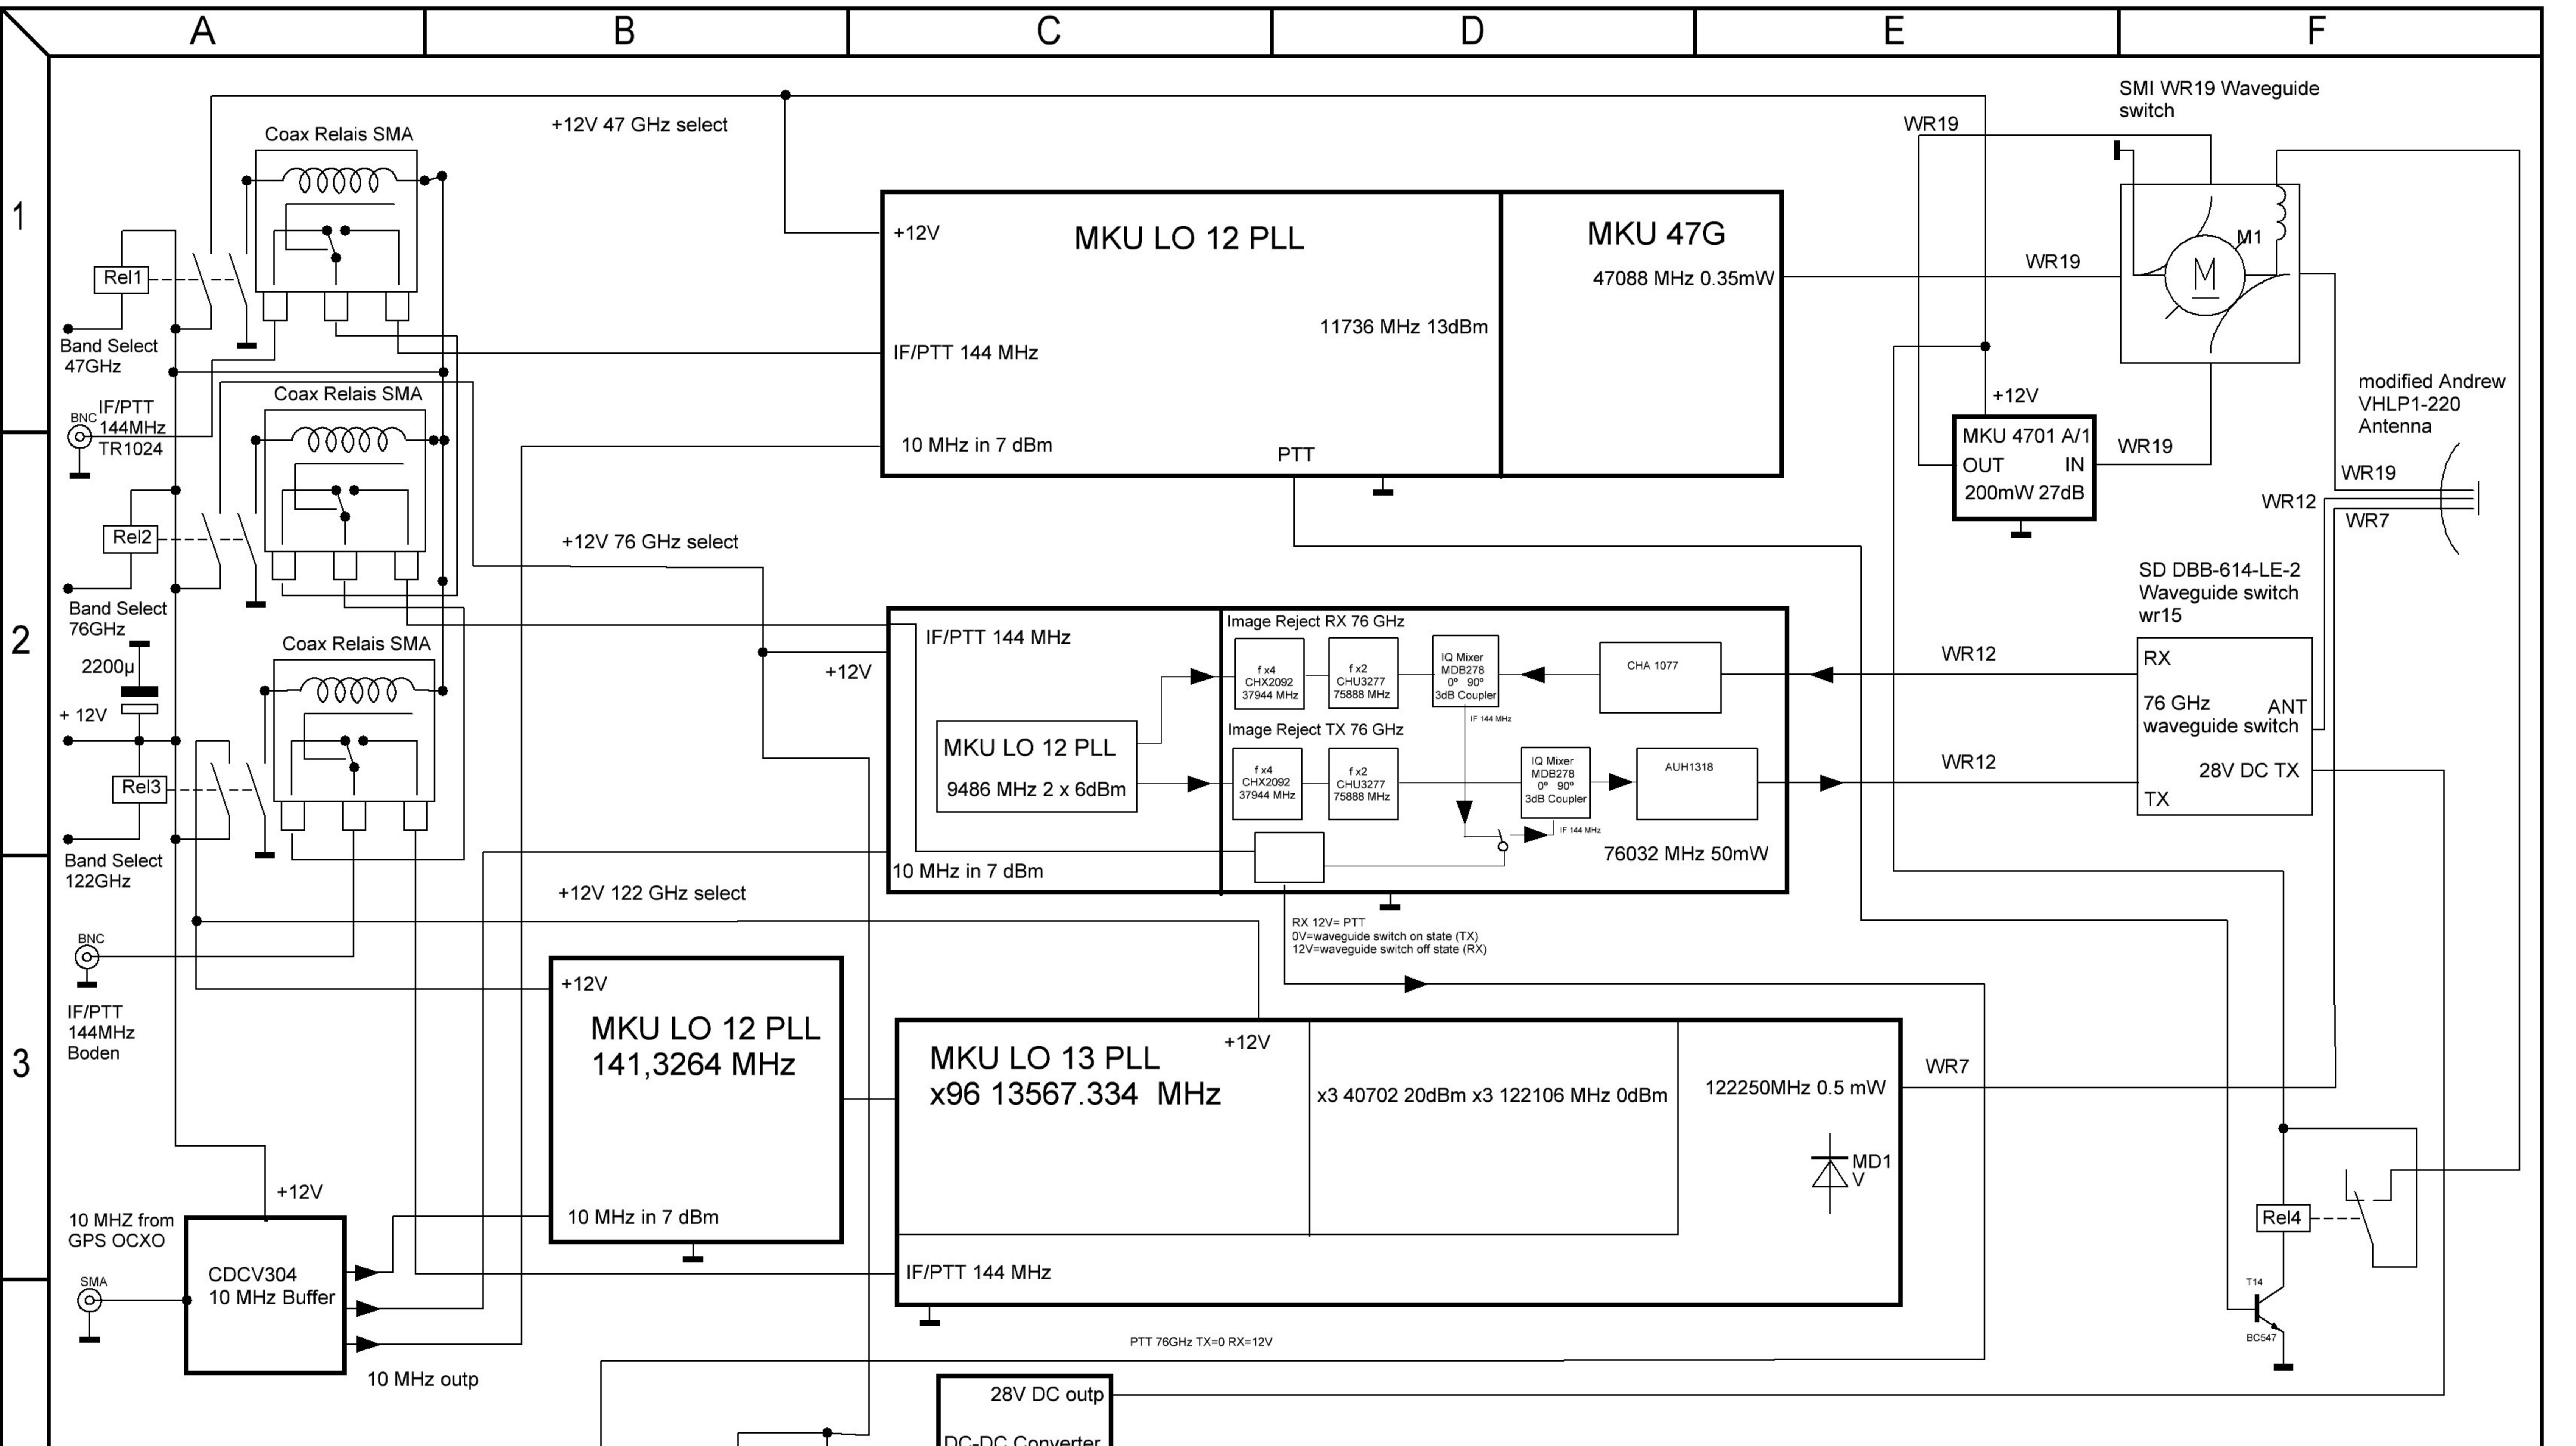 A
B
C
D
E
F
1
2
3
SMI WR19 Waveguide
switch
WR19
+12V 47 GHz select
Coax Relais SMA
Rel1
Band Select
47GHz
+12V
MKU LO 12 PLL
11736 MHz 13dBm
IF/PTT 144 MHz
10 MHz in 7 dBm
PTT
MKU 47G
47088 MHz 0.35mW
WR19
M1
M
modified Andrew
VHLP1-220
Antenna
+12V
MKU 4701 A/1
OUT
IN
200mW 27dB
WR19
WR19
WR12
WR7
BNC
IF/PTT
144MHz
TR1024
Coax Relais SMA
Rel2
Band Select
76GHz
+12V 76 GHz select
+12V
IF/PTT 144 MHz
MKU LO 12 PLL
9486 MHz 2 x 6dBm
10 MHz in 7 dBm
Image Reject RX 76 GHz
f x4
CHX2092
37944 MHz
f x2
CHU3277
75888 MHz
IQ Mixer
MDB278
0º 90º
3dB Coupler
CHA 1077
IF 144 MHz
Image Reject TX 76 GHz
f x4
CHX2092
37944 MHz
f x2
CHU3277
75888 MHz
IQ Mixer
MDB278
0º 90º
3dB Coupler
AUH1318
IF 144 MHz
76032 MHz 50mW
WR12
WR12
SD DBB-614-LE-2
Waveguide switch
wr15
RX
76 GHz
waveguide switch
ANT
28V DC TX
TX
2200µ
+ 12V
Coax Relais SMA
Rel3
Band Select
122GHz
+12V 122 GHz select
RX 12V= PTT
0V=waveguide switch on state (TX)
12V=waveguide switch off state (RX)
BNC
IF/PTT
144MHz
Boden
+12V
MKU LO 12 PLL
141,3264 MHz
10 MHz in 7 dBm
MKU LO 13 PLL
x96 13567.334 MHz
+12V
x3 40702 20dBm x3 122106 MHz 0dBm
122250MHz 0.5 mW
MD1
V
WR7
IF/PTT 144 MHz
+12V
10 MHZ from
GPS OCXO
SMA
CDCV304
10 MHz Buffer
10 MHz outp
Rel4
T14
BC547
PTT 76GHz TX=0 RX=12V
28V DC outp
DC-DC Converter